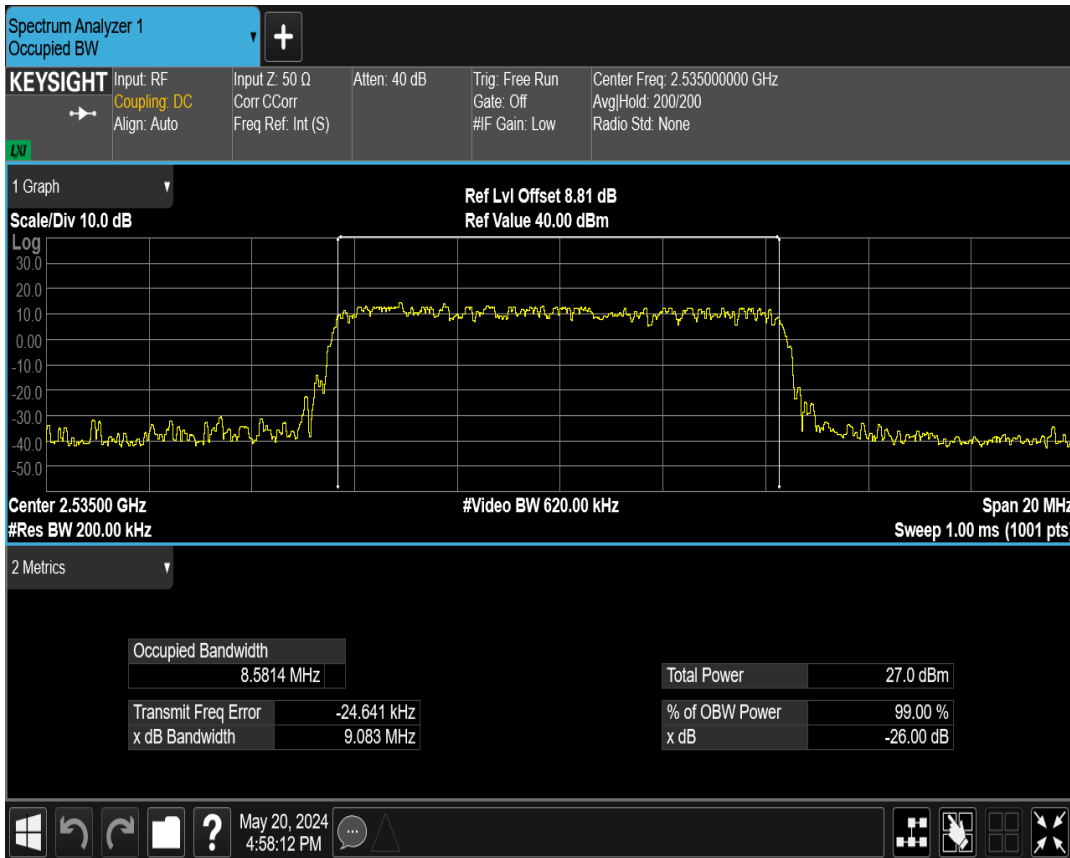 Spectrum Analyzer 1
Occupied BW
+
KEYSIGHT
Input: RF
Coupling: DC
Align: Auto
Input Z: 50 Ω
Corr CCorr
Freq Ref: Int (S)
Atten: 40 dB
Trig: Free Run
Gate: Off
#IF Gain: Low
Center Freq: 2.535000000 GHz
Avg|Hold: 200/200
Radio Std: None
LXI
1 Graph
Scale/Div 10.0 dB
Ref Lvl Offset 8.81 dB
Ref Value 40.00 dBm
Log
30.0
20.0
10.0
0.00
-10.0
-20.0
-30.0
-40.0
-50.0
Center 2.53500 GHz
#Video BW 620.00 kHz
Span 20 MHz
#Res BW 200.00 kHz
Sweep 1.00 ms (1001 pts)
2 Metrics
Occupied Bandwidth
8.5814 MHz
Total Power 27.0 dBm
Transmit Freq Error -24.641 kHz
% of OBW Power 99.00 %
x dB Bandwidth 9.083 MHz
x dB -26.00 dB
?
May 20, 2024
4:58:12 PM